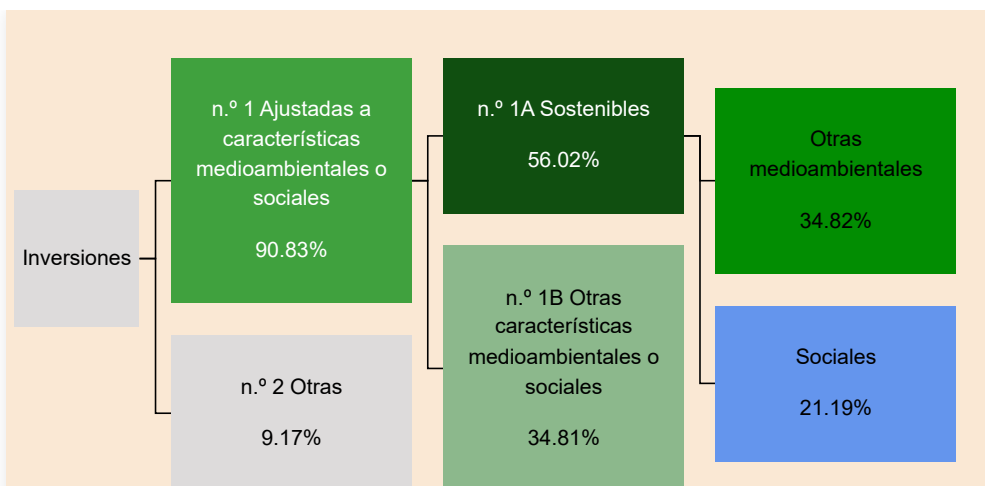 Inversiones
n.º 1 Ajustadas a
características
medioambientales o
sociales
90.83%
n.º 2 Otras
9.17%
n.º 1A Sostenibles
56.02%
n.º 1B Otras
características
medioambientales o
sociales
34.81%
Otras
medioambientales
34.82%
Sociales
21.19%